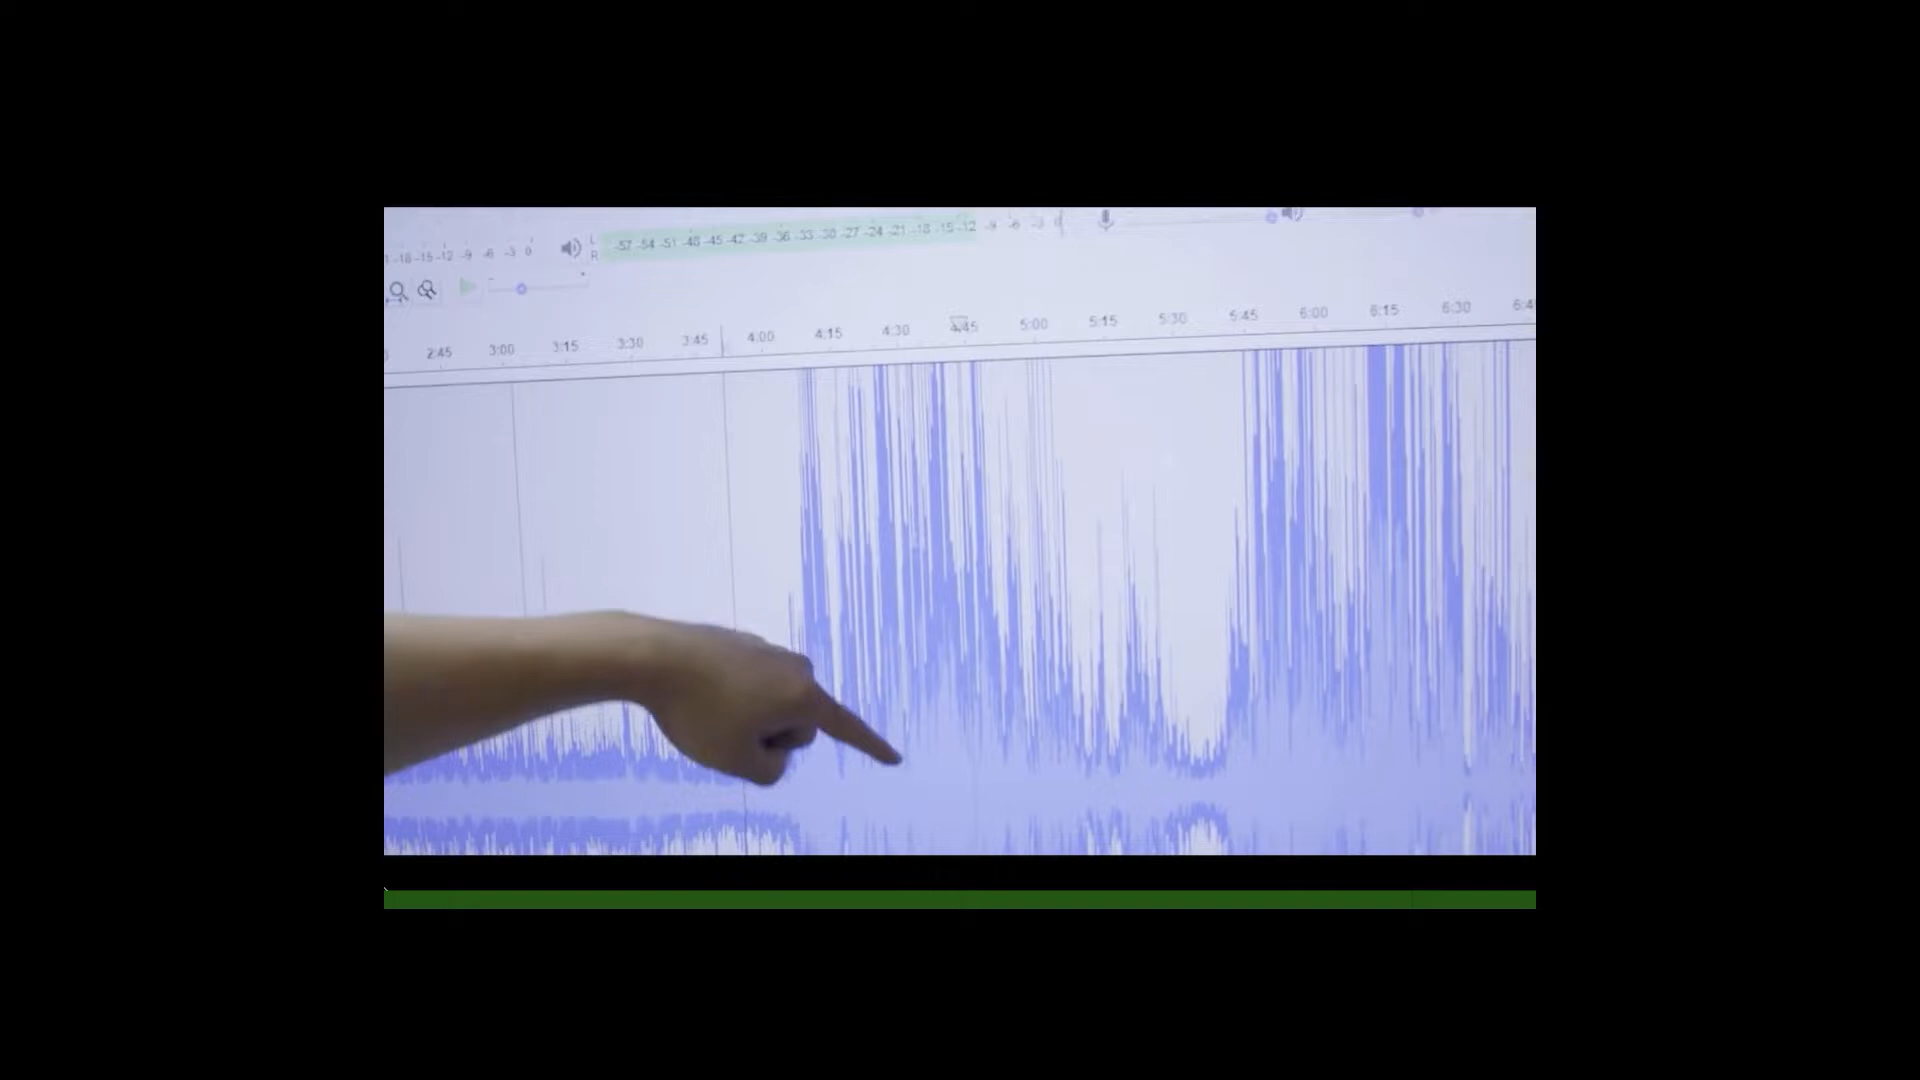 -18 -15 -12 -9 -6 -3 0
L
R
-57 -54 -51 -48 -45 -42 -39 -36 -33 -30 -27 -24 -21 -18 -15 -12 -9 -6 -3 0
2:45 3:00 3:15 3:30 3:45 4:00 4:15 4:30 4:45 5:00 5:15 5:30 5:45 6:00 6:15 6:30